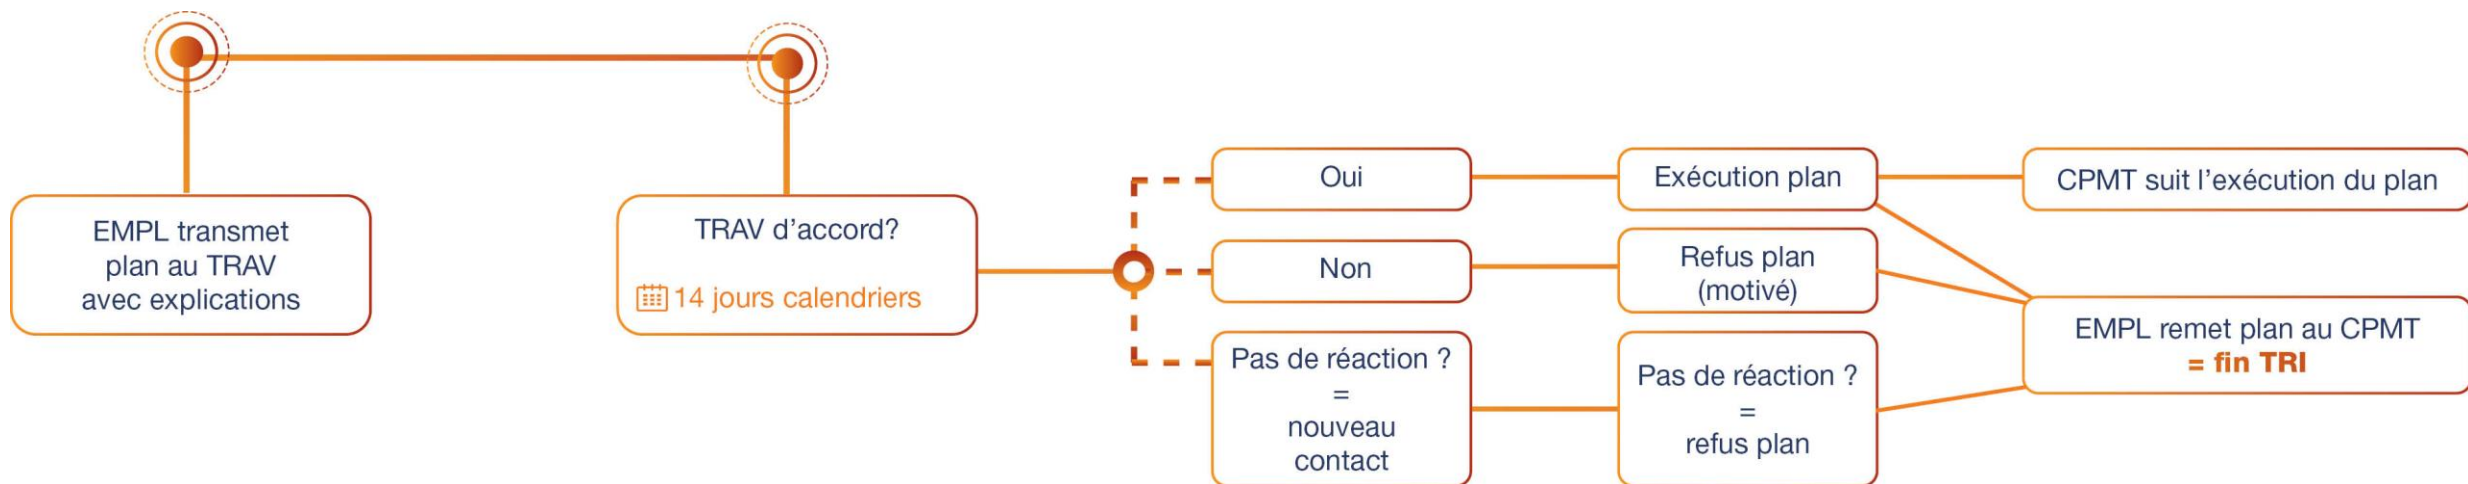 EMPL transmet
plan au TRAV
avec explications
TRAV d'accord?
14 jours calendriers
Oui
Exécution plan
CPMT suit l'exécution du plan
Non
Refus plan
(motivé)
Pas de réaction ?
=
nouveau
contact
Pas de réaction ?
=
refus plan
EMPL remet plan au CPMT
= fin TRI